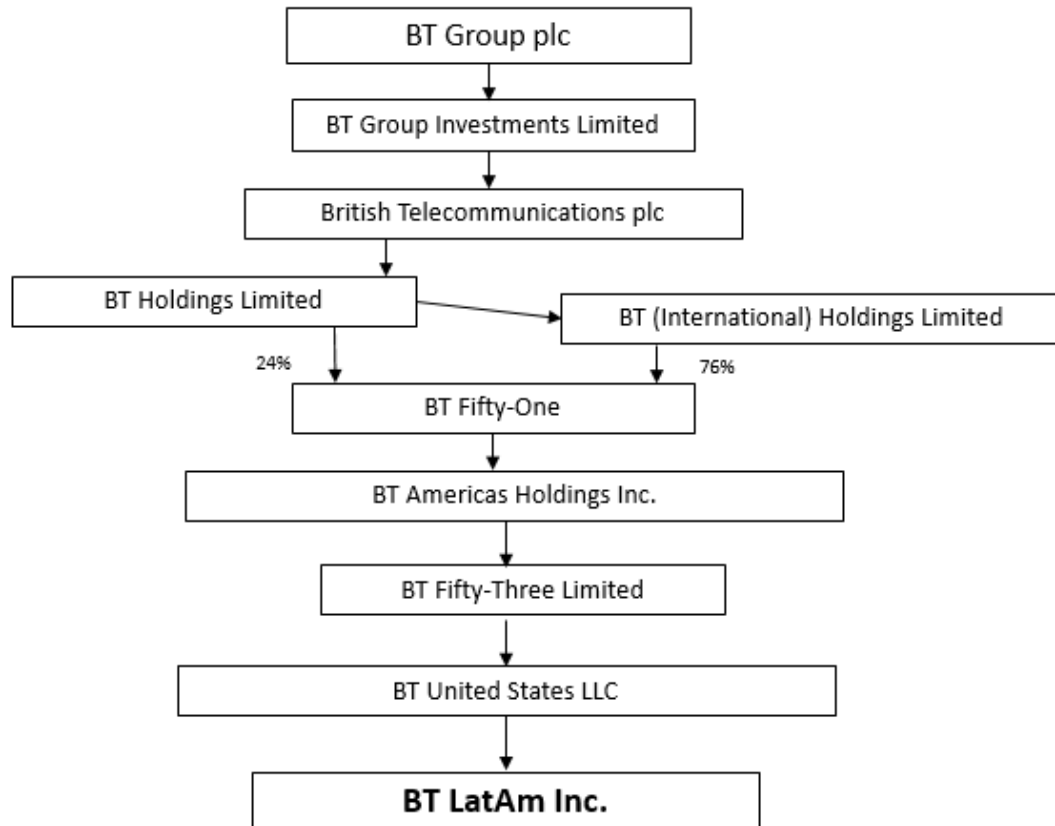 BT Group plc
BT Group Investments Limited
British Telecommunications plc
BT Holdings Limited
BT (International) Holdings Limited
24%
76%
BT Fifty-One
BT Americas Holdings Inc.
BT Fifty-Three Limited
BT United States LLC
BT LatAm Inc.